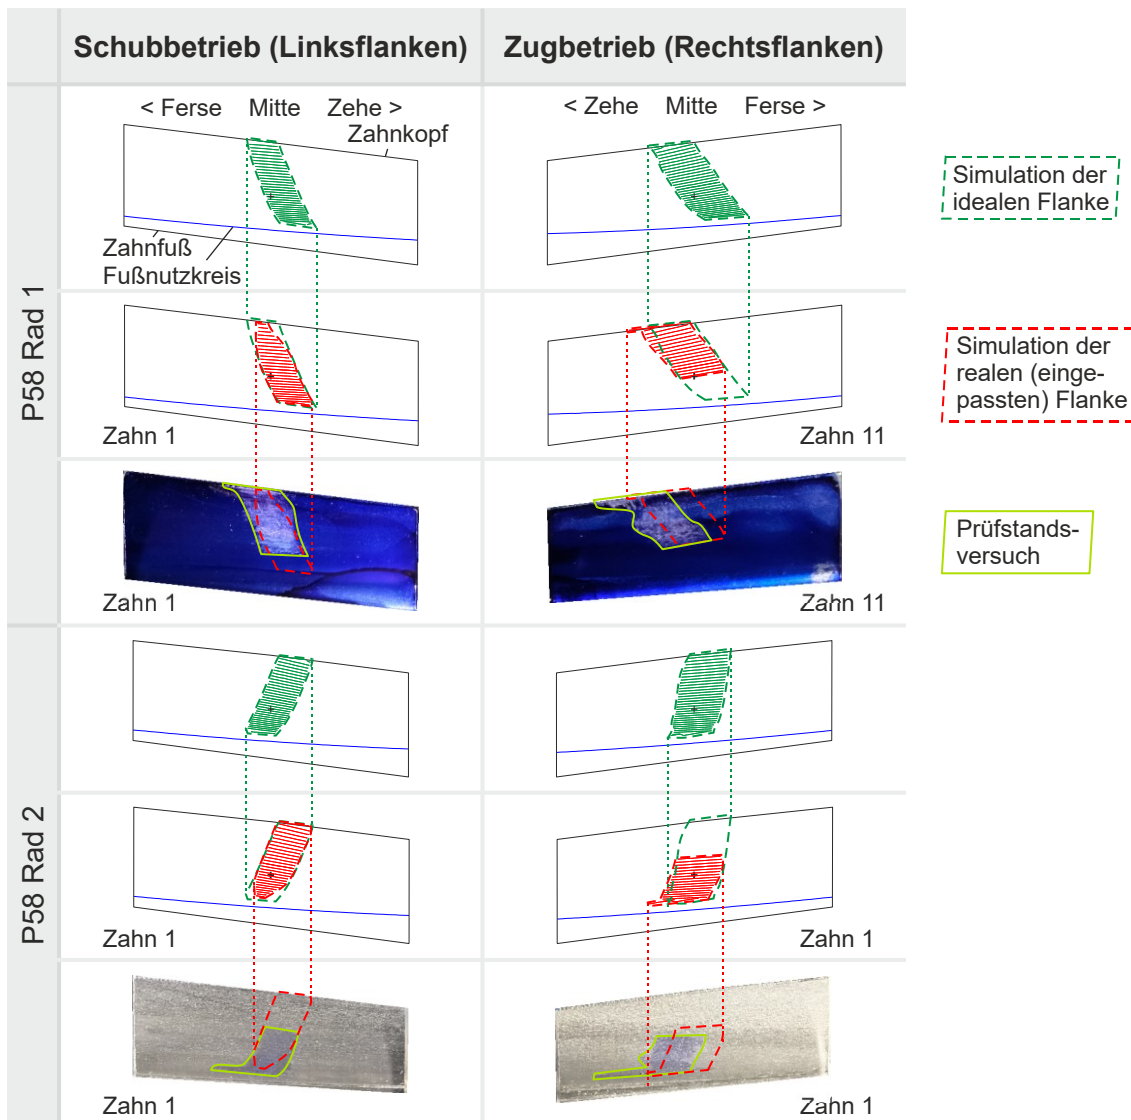 Schubbetrieb (Linksflanken)
Zugbetrieb (Rechtsflanken)
P58 Rad 1
< Ferse Mitte Zehe >
Zahnkopf
Zahnfuß
Fußnutzkreis
< Zehe Mitte Ferse >
Simulation der
idealen Flanke
Zahn 1
Zahn 11
Simulation der
realen (einge-
passten) Flanke
Zahn 1
Zahn 11
Prüfstands-
versuch
P58 Rad 2
Zahn 1
Zahn 1
Zahn 1
Zahn 1